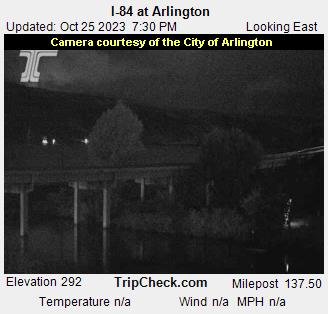 I-84 at Arlington
Updated: Oct 25 2023 7:30 PM Looking East
Camera courtesy of the City of Arlington
Elevation 292 TripCheck.com Milepost 137.50
Temperature n/a Wind n/a MPH n/a